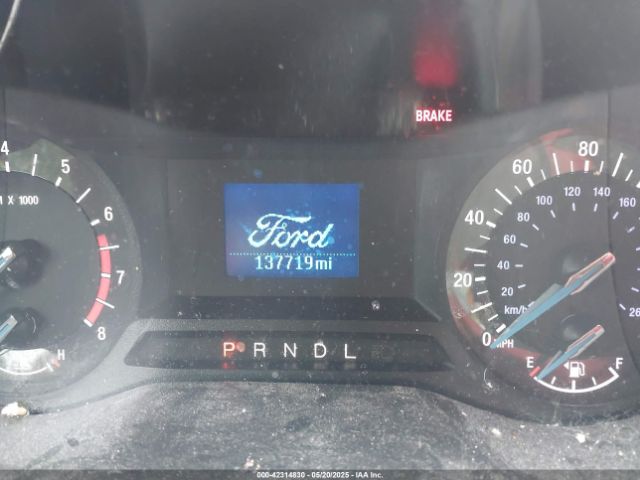 BRAKE
4 5 6 7 8
X 1000
H
Ford
137719mi
P R N D L
0 20 40 60 80
20 40 60 80 100 120 140 160
km/h
MPH
E F
000-42314830 - 05/20/2025 - IAA Inc.